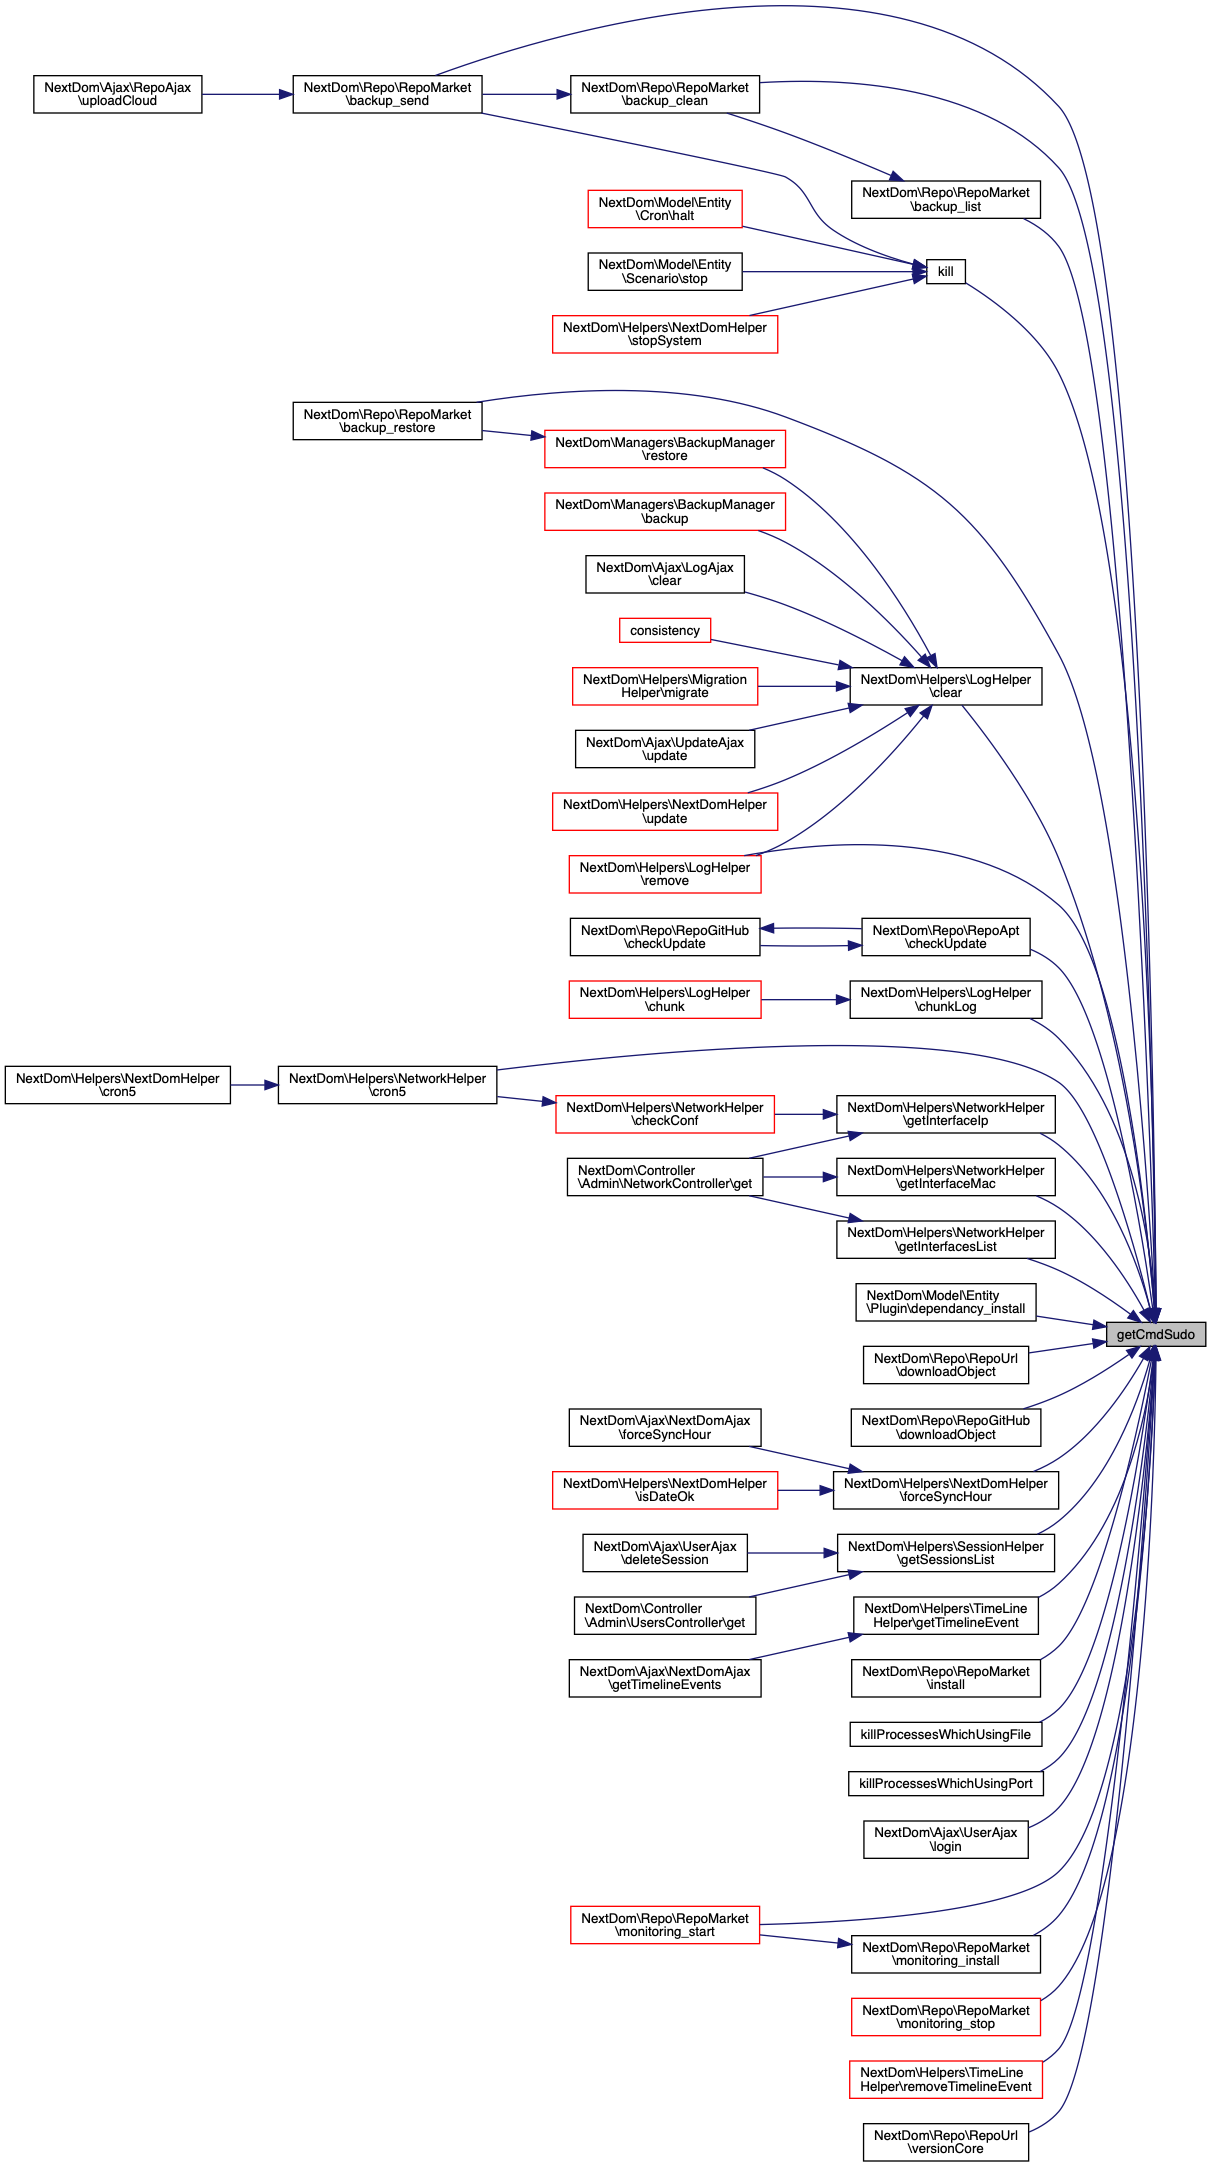 NextDom\Ajax\RepoAjax
\uploadCloud
NextDom\Repo\RepoMarket
\backup_send
NextDom\Repo\RepoMarket
\backup_clean
NextDom\Repo\RepoMarket
\backup_list
NextDom\Model\Entity
\Cron\halt
NextDom\Model\Entity
\Scenario\stop
kill
NextDom\Helpers\NextDomHelper
\stopSystem
NextDom\Repo\RepoMarket
\backup_restore
NextDom\Managers\BackupManager
\restore
NextDom\Managers\BackupManager
\backup
NextDom\Ajax\LogAjax
\clear
consistency
NextDom\Helpers\Migration
Helper\migrate
NextDom\Helpers\LogHelper
\clear
NextDom\Ajax\UpdateAjax
\update
NextDom\Helpers\NextDomHelper
\update
NextDom\Helpers\LogHelper
\remove
NextDom\Repo\RepoGitHub
\checkUpdate
NextDom\Repo\RepoApt
\checkUpdate
NextDom\Helpers\LogHelper
\chunk
NextDom\Helpers\LogHelper
\chunkLog
NextDom\Helpers\NextDomHelper
\cron5
NextDom\Helpers\NetworkHelper
\cron5
NextDom\Helpers\NetworkHelper
\checkConf
NextDom\Helpers\NetworkHelper
\getInterfaceIp
NextDom\Controller
\Admin\NetworkController\get
NextDom\Helpers\NetworkHelper
\getInterfaceMac
NextDom\Helpers\NetworkHelper
\getInterfacesList
NextDom\Model\Entity
\Plugin\dependancy_install
getCmdSudo
NextDom\Repo\RepoUrl
\downloadObject
NextDom\Repo\RepoGitHub
\downloadObject
NextDom\Ajax\NextDomAjax
\forceSyncHour
NextDom\Helpers\NextDomHelper
\isDateOk
NextDom\Helpers\NextDomHelper
\forceSyncHour
NextDom\Ajax\UserAjax
\deleteSession
NextDom\Helpers\SessionHelper
\getSessionsList
NextDom\Controller
\Admin\UsersController\get
NextDom\Helpers\TimeLine
Helper\getTimelineEvent
NextDom\Ajax\NextDomAjax
\getTimelineEvents
NextDom\Repo\RepoMarket
\install
killProcessesWhichUsingFile
killProcessesWhichUsingPort
NextDom\Ajax\UserAjax
\login
NextDom\Repo\RepoMarket
\monitoring_start
NextDom\Repo\RepoMarket
\monitoring_install
NextDom\Repo\RepoMarket
\monitoring_stop
NextDom\Helpers\TimeLine
Helper\removeTimelineEvent
NextDom\Repo\RepoUrl
\versionCore